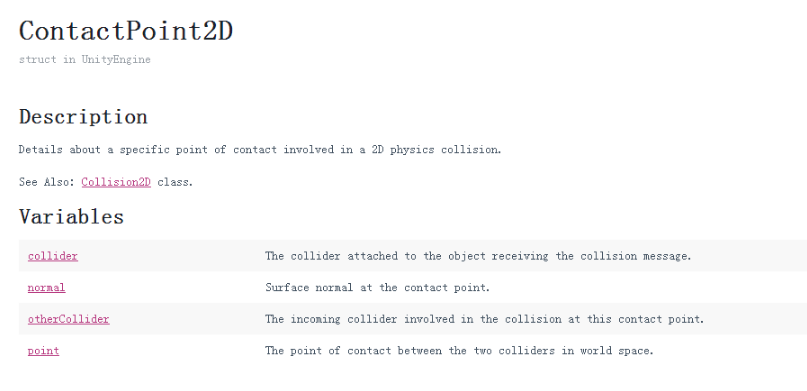 ContactPoint2D
struct in UnityEngine
Description
Details about a specific point of contact involved in a 2D physics collision.
See Also: Collision2D class.
Variables
collider The collider attached to the object receiving the collision message.
normal Surface normal at the contact point.
otherCollider The incoming collider involved in the collision at this contact point.
point The point of contact between the two colliders in world space.